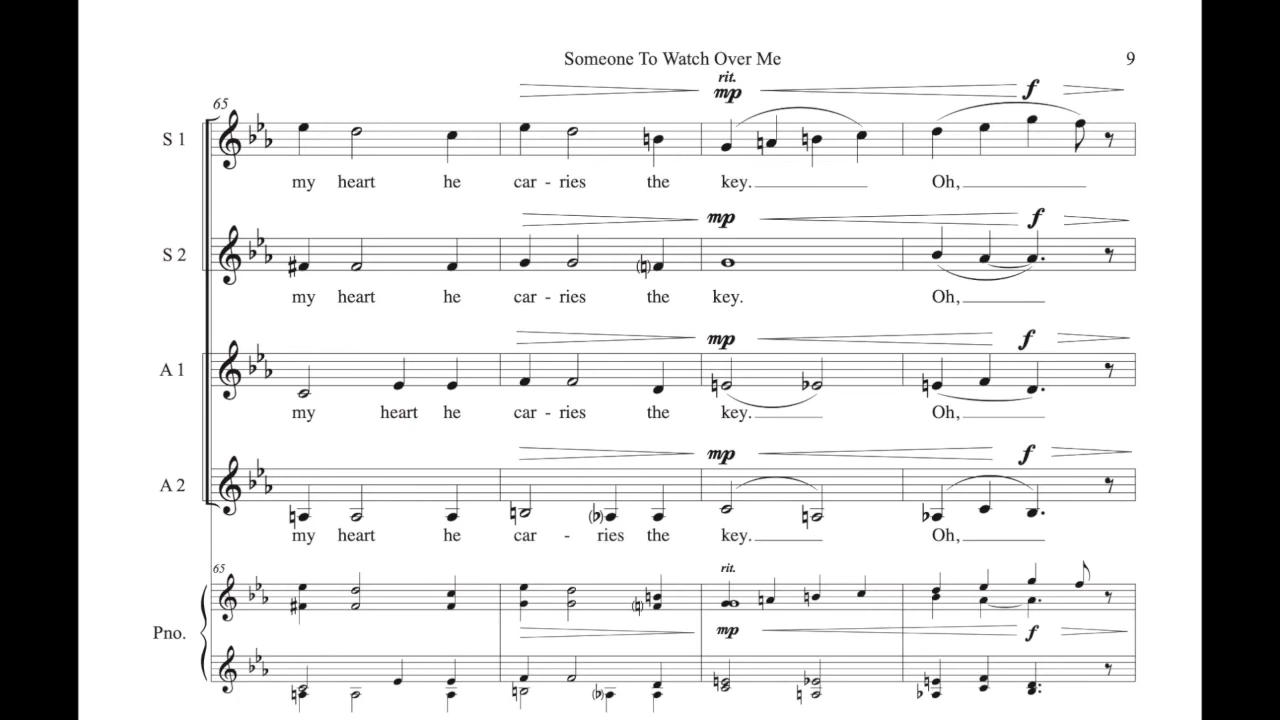 Someone To Watch Over Me 9
rit.
mp f
65
S 1
my heart he car - ries the key. Oh,
mp f
S 2
my heart he car - ries the key. Oh,
mp f
A 1
my heart he car - ries the key. Oh,
mp f
A 2
my heart he car - ries the key. Oh,
65 rit.
Pno. mp f